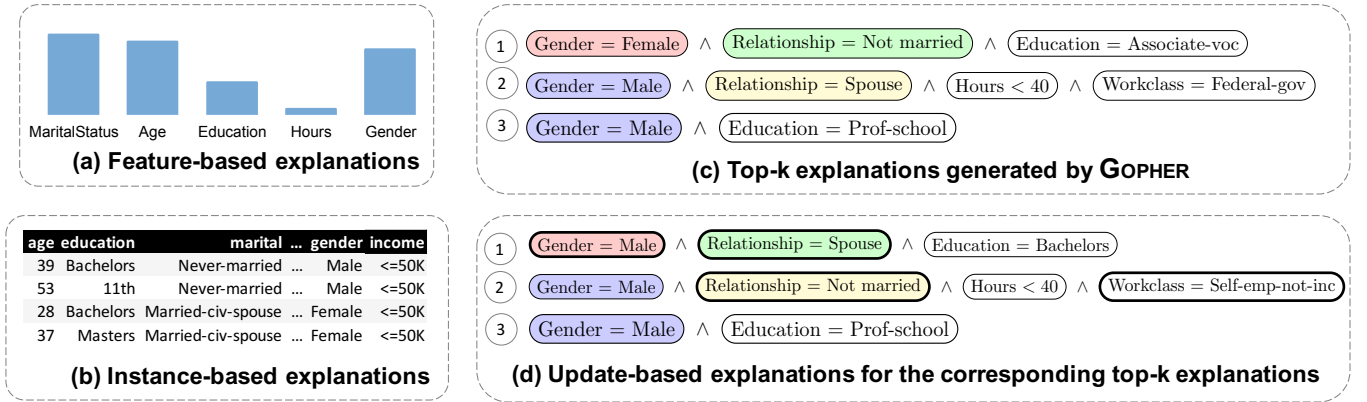 MaritalStatus Age Education Hours Gender
(a) Feature-based explanations
age education marital ... gender income
39 Bachelors Never-married ... Male <=50K
53 11th Never-married ... Male <=50K
28 Bachelors Married-civ-spouse ... Female <=50K
37 Masters Married-civ-spouse ... Female <=50K
(b) Instance-based explanations
1 Gender = Female ∧ Relationship = Not married ∧ Education = Associate-voc
2 Gender = Male ∧ Relationship = Spouse ∧ Hours < 40 ∧ Workclass = Federal-gov
3 Gender = Male ∧ Education = Prof-school
(c) Top-k explanations generated by GOPHER
1 Gender = Male ∧ Relationship = Spouse ∧ Education = Bachelors
2 Gender = Male ∧ Relationship = Not married ∧ Hours < 40 ∧ Workclass = Self-emp-not-inc
3 Gender = Male ∧ Education = Prof-school
(d) Update-based explanations for the corresponding top-k explanations